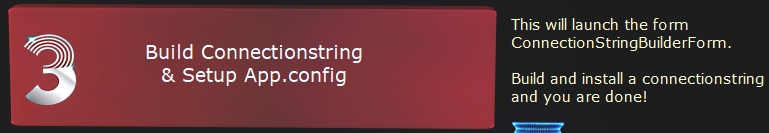 3
Build Connectionstring
& Setup App.config
This will launch the form
ConnectionStringBuilderForm.
Build and install a connectionstring
and you are done!